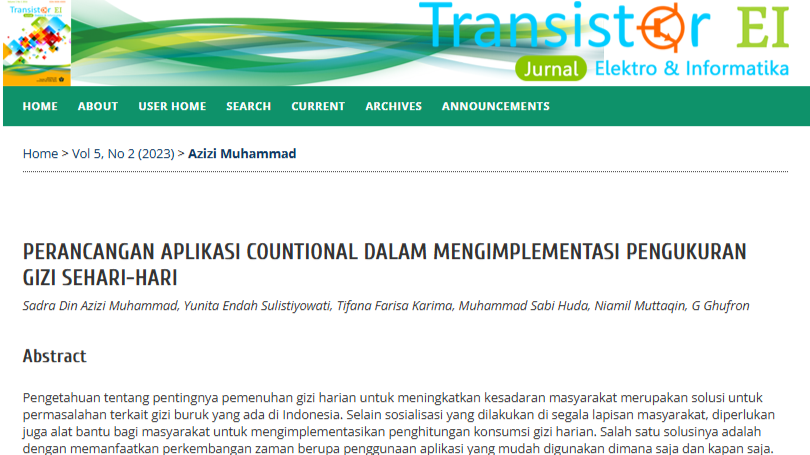 Transistor EI
Jurnal Elektro & Informatika
HOME ABOUT USER HOME SEARCH CURRENT ARCHIVES ANNOUNCEMENTS
Home > Vol 5, No 2 (2023) > Azizi Muhammad
PERANCANGAN APLIKASI COUNTIONAL DALAM MENGIMPLEMENTASI PENGUKURAN
GIZI SEHARI-HARI
Sadra Din Azizi Muhammad, Yunita Endah Sulistiyowati, Tifana Farisa Karima, Muhammad Sabi Huda, Niamil Muttaqin, G Ghufron
Abstract
Pengetahuan tentang pentingnya pemenuhan gizi harian untuk meningkatkan kesadaran masyarakat merupakan solusi untuk
permasalahan terkait gizi buruk yang ada di Indonesia. Selain sosialisasi yang dilakukan di segala lapisan masyarakat, diperlukan
juga alat bantu bagi masyarakat untuk mengimplementasikan penghitungan konsumsi gizi harian. Salah satu solusinya adalah
dengan memanfaatkan perkembangan zaman berupa penggunaan aplikasi yang mudah digunakan dimana saja dan kapan saja.